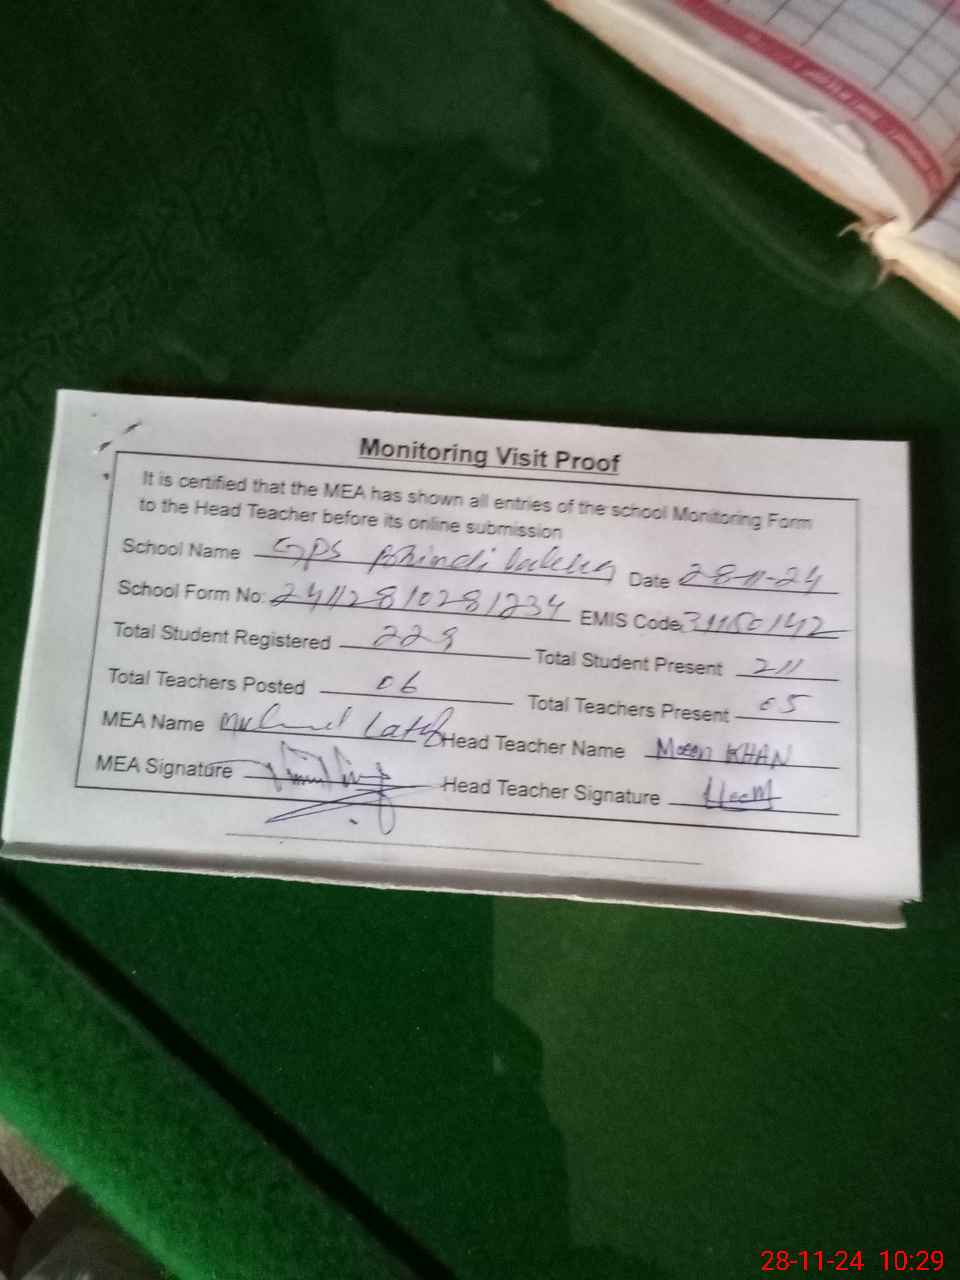 Monitoring Visit Proof
It is certified that the MEA has shown all entries of the school Monitoring Form
to the Head Teacher before its online submission
School Name GPS Date 28-11-24
School Form No: 24112810281234 EMIS Code 31150142
Total Student Registered 229 Total Student Present 211
Total Teachers Posted 06 Total Teachers Present 05
MEA Name Head Teacher Name KHAN
MEA Signature Head Teacher Signature
28-11-24 10:29